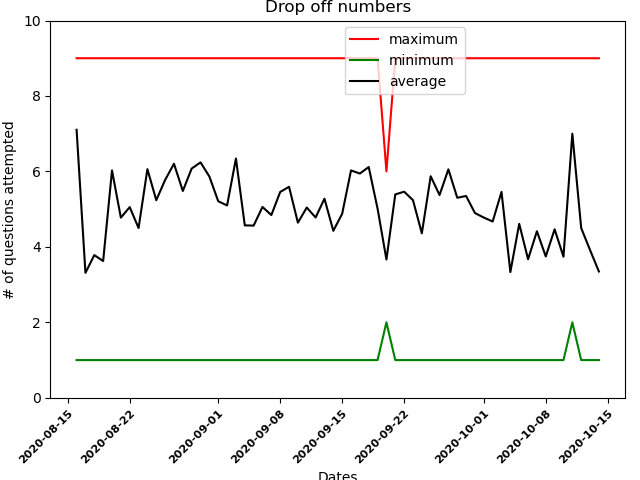 Drop off numbers
maximum
minimum
average
# of questions attempted
10
8
6
4
2
0
2020-08-15
2020-08-22
2020-09-01
2020-09-08
2020-09-15
2020-09-22
2020-10-01
2020-10-08
2020-10-15
Dates